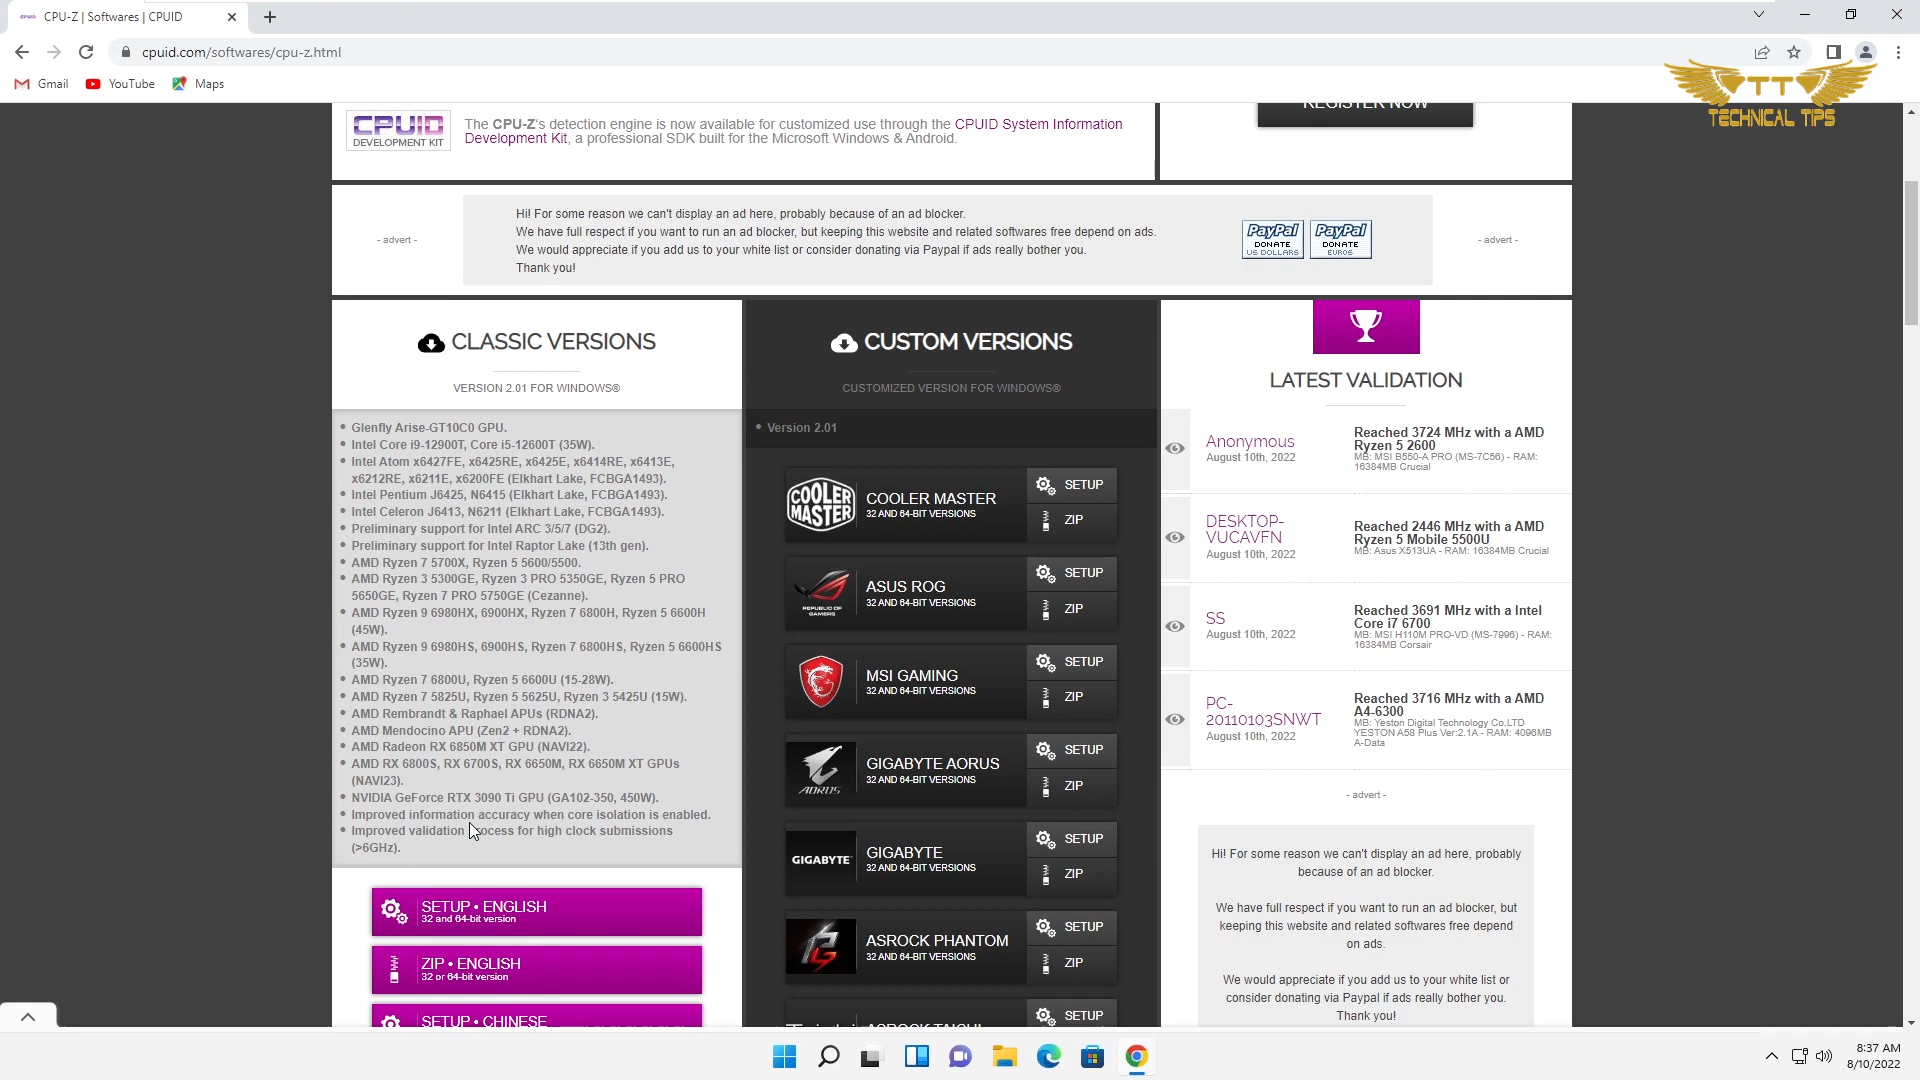 CPU-Z | Softwares | CPUID
cpuid.com/softwares/cpu-z.html
Gmail
YouTube
Maps
TT
TECHNICAL TIPS
REGISTER NOW
CPUID
DEVELOPMENT KIT
The CPU-Z's detection engine is now available for customized use through the CPUID System Information
Development Kit, a professional SDK built for the Microsoft Windows & Android.
- advert -
Hi! For some reason we can't display an ad here, probably because of an ad blocker.
We have full respect if you want to run an ad blocker, but keeping this website and related softwares free depend on ads.
We would appreciate if you add us to your white list or consider donating via Paypal if ads really bother you.
Thank you!
PayPal
DONATE
US DOLLARS
PayPal
DONATE
EUROS
- advert -
CLASSIC VERSIONS
VERSION 2.01 FOR WINDOWS®
• Glenfly Arise-GT10C0 GPU.
• Intel Core i9-12900T, Core i5-12600T (35W).
• Intel Atom x6427FE, x6425RE, x6425E, x6414RE, x6413E,
x6212RE, x6211E, x6200FE (Elkhart Lake, FCBGA1493).
• Intel Pentium J6425, N6415 (Elkhart Lake, FCBGA1493).
• Intel Celeron J6413, N6211 (Elkhart Lake, FCBGA1493).
• Preliminary support for Intel ARC 3/5/7 (DG2).
• Preliminary support for Intel Raptor Lake (13th gen).
• AMD Ryzen 7 5700X, Ryzen 5 5600/5500.
• AMD Ryzen 3 5300GE, Ryzen 3 PRO 5350GE, Ryzen 5 PRO
5650GE, Ryzen 7 PRO 5750GE (Cezanne).
• AMD Ryzen 9 6980HX, 6900HX, Ryzen 7 6800H, Ryzen 5 6600H
(45W).
• AMD Ryzen 9 6980HS, 6900HS, Ryzen 7 6800HS, Ryzen 5 6600HS
(35W).
• AMD Ryzen 7 6800U, Ryzen 5 6600U (15-28W).
• AMD Ryzen 7 5825U, Ryzen 5 5625U, Ryzen 3 5425U (15W).
• AMD Rembrandt & Raphael APUs (RDNA2).
• AMD Mendocino APU (Zen2 + RDNA2).
• AMD Radeon RX 6850M XT GPU (NAVI22).
• AMD RX 6800S, RX 6700S, RX 6650M, RX 6650M XT GPUs
(NAVI23).
• NVIDIA GeForce RTX 3090 Ti GPU (GA102-350, 450W).
• Improved information accuracy when core isolation is enabled.
• Improved validation process for high clock submissions
(>6GHz).
SETUP • ENGLISH
32 and 64-bit version
ZIP • ENGLISH
32 or 64-bit version
SETUP • CHINESE
CUSTOM VERSIONS
CUSTOMIZED VERSION FOR WINDOWS®
• Version 2.01
COOLER
MASTER
COOLER MASTER
32 AND 64-BIT VERSIONS
SETUP
ZIP
REPUBLIC OF
GAMERS
ASUS ROG
32 AND 64-BIT VERSIONS
SETUP
ZIP
MSI GAMING
32 AND 64-BIT VERSIONS
SETUP
ZIP
AORUS
GIGABYTE AORUS
32 AND 64-BIT VERSIONS
SETUP
ZIP
GIGABYTE
GIGABYTE
32 AND 64-BIT VERSIONS
SETUP
ZIP
ASROCK PHANTOM
32 AND 64-BIT VERSIONS
SETUP
ZIP
ASROCK TAICHI
SETUP
LATEST VALIDATION
Anonymous
August 10th, 2022
Reached 3724 MHz with a AMD
Ryzen 5 2600
MB: MSI B550-A PRO (MS-7C56) - RAM:
16384MB Crucial
DESKTOP-
VUCAVFN
August 10th, 2022
Reached 2446 MHz with a AMD
Ryzen 5 Mobile 5500U
MB: Asus X513UA - RAM: 16384MB Crucial
SS
August 10th, 2022
Reached 3691 MHz with a Intel
Core i7 6700
MB: MSI H110M PRO-VD (MS-7996) - RAM:
16384MB Corsair
PC-
20110103SNWT
August 10th, 2022
Reached 3716 MHz with a AMD
A4-6300
MB: Yeston Digital Technology Co.LTD
YESTON A58 Plus Ver:2.1A - RAM: 4096MB
A-Data
- advert -
Hi! For some reason we can't display an ad here, probably
because of an ad blocker.
We have full respect if you want to run an ad blocker, but
keeping this website and related softwares free depend
on ads.
We would appreciate if you add us to your white list or
consider donating via Paypal if ads really bother you.
Thank you!
8:37 AM
8/10/2022